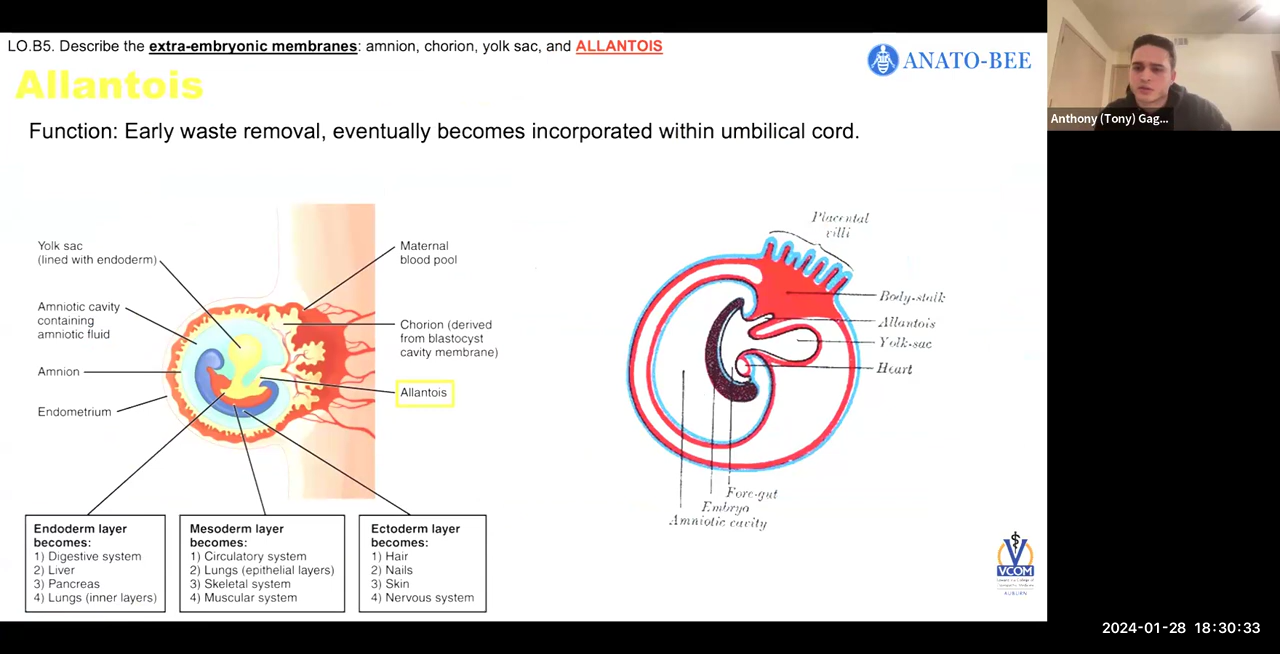 LO.B5. Describe the extra-embryonic membranes: amnion, chorion, yolk sac, and ALLANTOIS
ANATO-BEE
Allantois
Function: Early waste removal, eventually becomes incorporated within umbilical cord.
Anthony (Tony) Gag...
Yolk sac
(lined with endoderm)
Amniotic cavity
containing
amniotic fluid
Amnion
Endometrium
Maternal
blood pool
Chorion (derived
from blastocyst
cavity membrane)
Allantois
Placental
villi
Body-stalk
Allantois
Yolk-sac
Heart
Fore-gut
Embryo
Amniotic cavity
Endoderm layer
becomes:
1) Digestive system
2) Liver
3) Pancreas
4) Lungs (inner layers)
Mesoderm layer
becomes:
1) Circulatory system
2) Lungs (epithelial layers)
3) Skeletal system
4) Muscular system
Ectoderm layer
becomes:
1) Hair
2) Nails
3) Skin
4) Nervous system
VCOM
AUBURN
2024-01-28 18:30:33